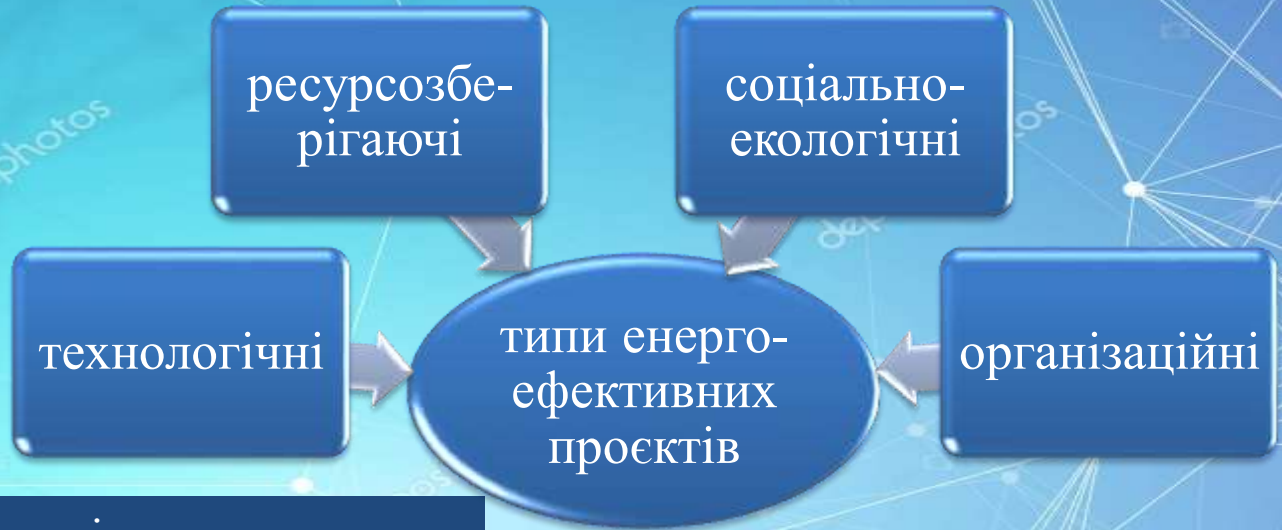 ресурсозбе-
рігаючі
соціально-
екологічні
технологічні
типи енерго-
ефективних
проєктів
організаційні